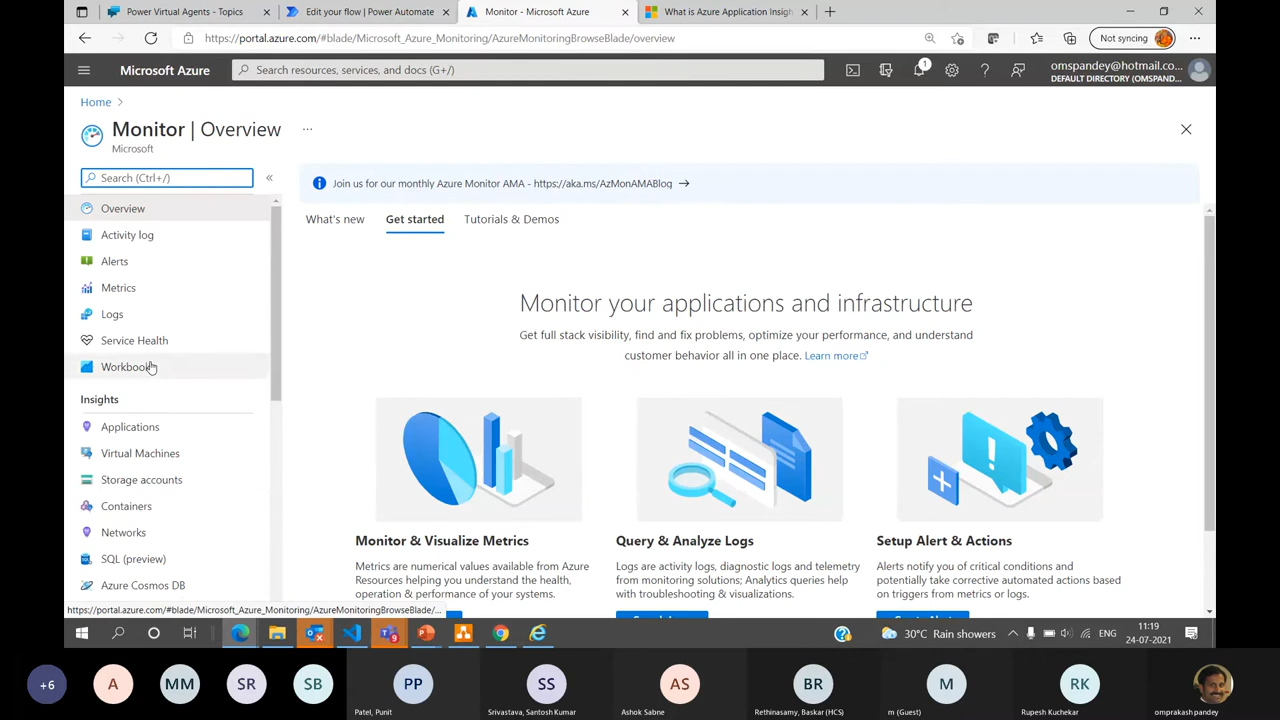 Power Virtual Agents - Topics
Edit your flow | Power Automate
Monitor - Microsoft Azure
What is Azure Application Insigh
https://portal.azure.com/#blade/Microsoft_Azure_Monitoring/AzureMonitoringBrowseBlade/overview
Not syncing
Microsoft Azure
Search resources, services, and docs (G+/)
1
omspandey@hotmail.co...
DEFAULT DIRECTORY (OMSPAND...
Home
Monitor | Overview
...
Microsoft
Search (Ctrl+/)
«
Join us for our monthly Azure Monitor AMA - https://aka.ms/AzMonAMABlog
Overview
Activity log
Alerts
Metrics
Logs
Service Health
Workbooks
Insights
Applications
Virtual Machines
Storage accounts
Containers
Networks
SQL (preview)
Azure Cosmos DB
What's new
Get started
Tutorials & Demos
Monitor your applications and infrastructure
Get full stack visibility, find and fix problems, optimize your performance, and understand
customer behavior all in one place. Learn more
Monitor & Visualize Metrics
Metrics are numerical values available from Azure
Resources helping you understand the health,
operation & performance of your systems.
Query & Analyze Logs
Logs are activity logs, diagnostic logs and telemetry
from monitoring solutions; Analytics queries help
with troubleshooting & visualizations.
Setup Alert & Actions
Alerts notify you of critical conditions and
potentially take corrective automated actions based
on triggers from metrics or logs.
https://portal.azure.com/#blade/Microsoft_Azure_Monitoring/AzureMonitoringBrowseBlade/...
30°C Rain showers
ENG
11:19
24-07-2021
+6
A
MM
SR
SB
PP
Patel, Punit
SS
Srivastava, Santosh Kumar
AS
Ashok Sabne
BR
Rethinasamy, Baskar (HCS)
M
m (Guest)
RK
Rupesh Kuchekar
omprakash pandey